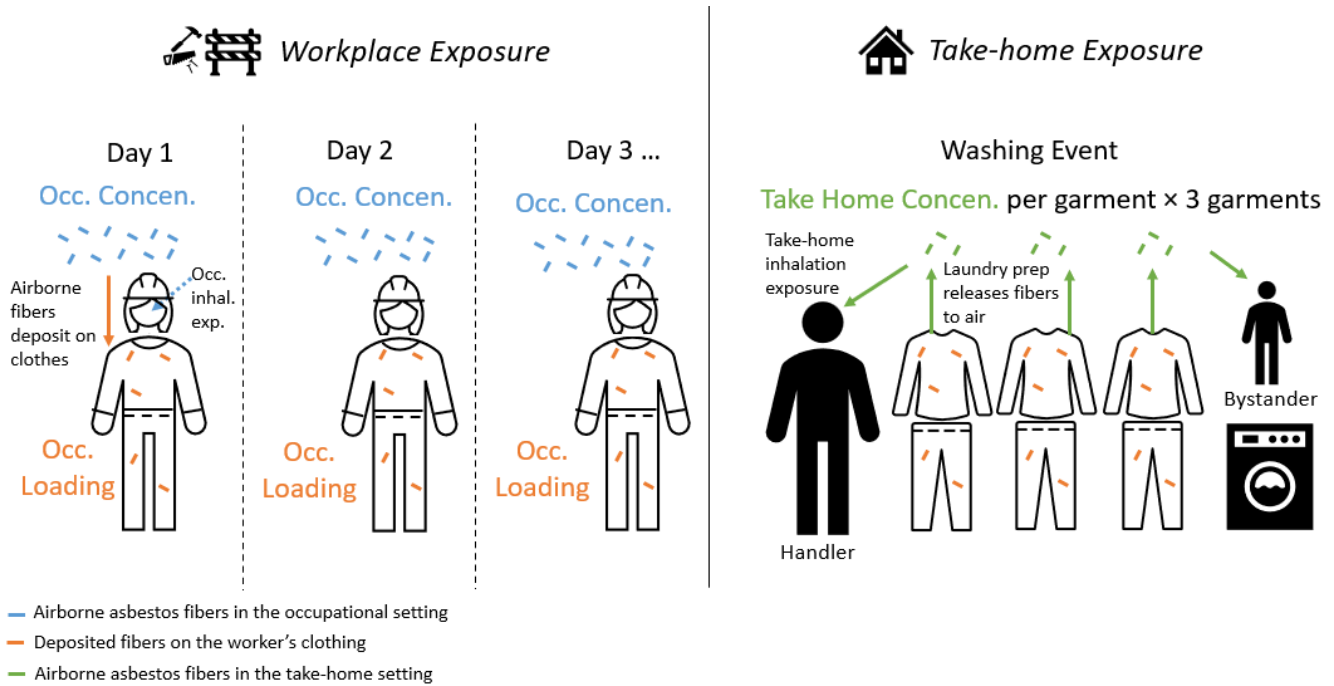 Workplace Exposure
Take-home Exposure
Day 1
Day 2
Day 3 ...
Washing Event
Occ. Concen.
Occ. Concen.
Occ. Concen.
Take Home Concen. per garment × 3 garments
Airborne
fibers
deposit on
clothes
Occ.
inhal.
exp.
Take-home
inhalation
exposure
Laundry prep
releases fibers
to air
Occ.
Loading
Occ.
Loading
Occ.
Loading
Handler
Bystander
Airborne asbestos fibers in the occupational setting
Deposited fibers on the worker's clothing
Airborne asbestos fibers in the take-home setting